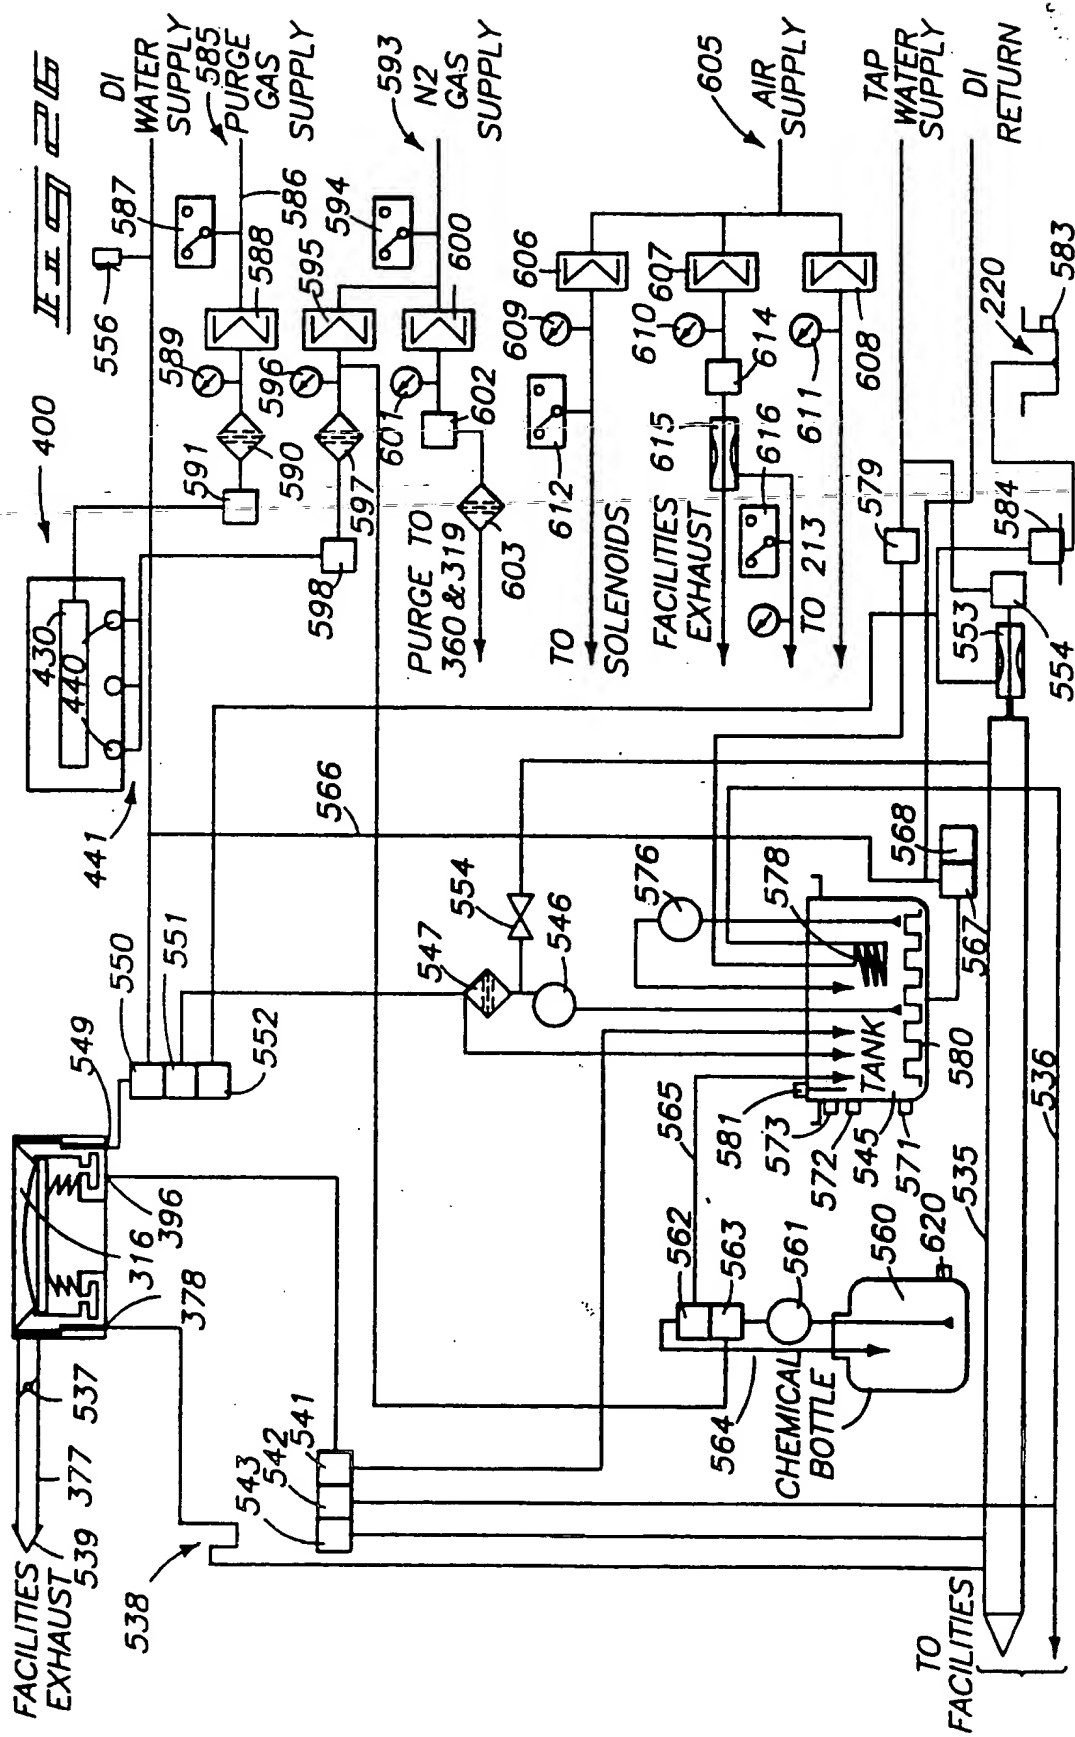 FIG 26
400
556
DI
WATER
SUPPLY
585
PURGE
GAS
SUPPLY
587
586
588
589
590
591
593
N2
GAS
SUPPLY
594
595
596
597
598
600
601
602
603
PURGE TO
360 & 319
605
AIR
SUPPLY
606
607
608
609
610
611
612
614
615
616
TO
SOLENOIDS
FACILITIES
EXHAUST
TO 213
TAP
WATER
SUPPLY
DI
RETURN
579
220
583
584
553
554
430
440
441
566
550
551
552
549
547
554
546
576
578
568
567
580
TANK
581
573
572
545
571
565
562
563
561
560
620
564
CHEMICAL
BOTTLE
535
536
316
396
378
537
377
539
FACILITIES
EXHAUST
538
543
542
541
TO
FACILITIES